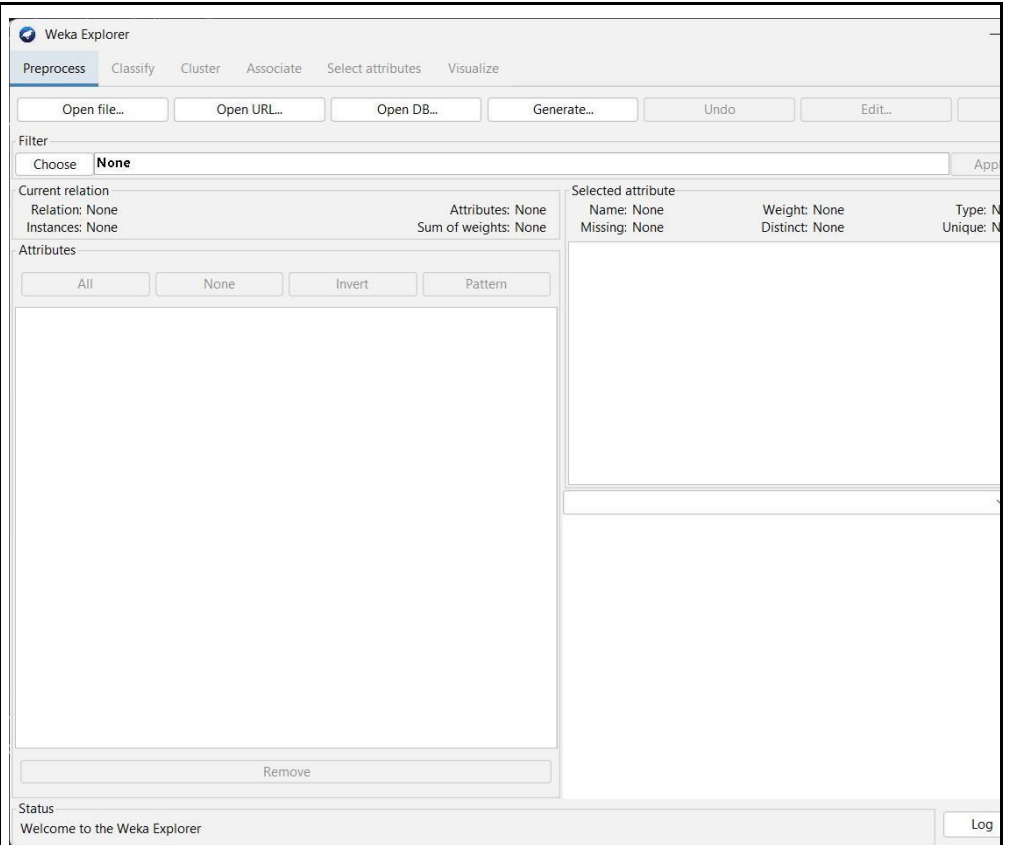 Weka Explorer
Preprocess Classify Cluster Associate Select attributes Visualize
Open file... Open URL... Open DB... Generate... Undo Edit...
Filter
Choose None
Current relation
Relation: None Attributes: None
Instances: None Sum of weights: None
Selected attribute
Name: None Weight: None Type: N
Missing: None Distinct: None Unique: N
Attributes
All None Invert Pattern
Remove
Status
Welcome to the Weka Explorer
Log